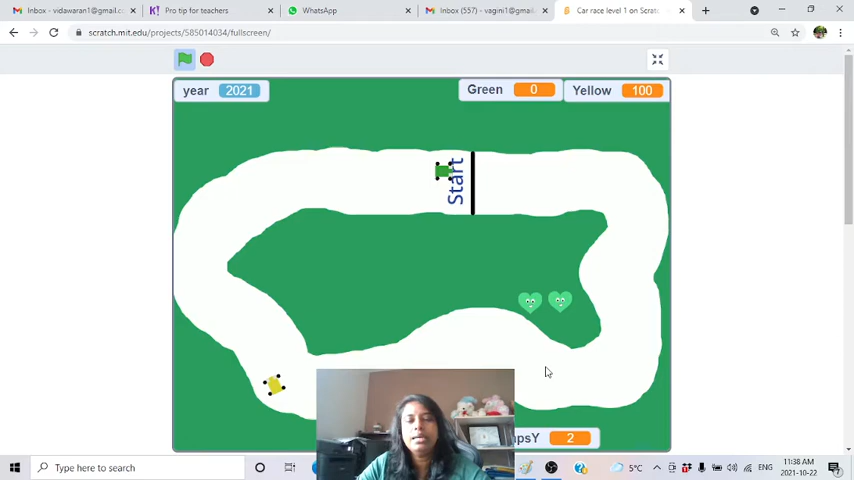 Inbox - vidawaran1@gmail.c
Pro tip for teachers
WhatsApp
Inbox (557) - vagini1@gmail
Car race level 1 on Scrat
scratch.mit.edu/projects/585014034/fullscreen/
year 2021
Green 0
Yellow 100
Start
apsY 2
Type here to search
5°C
ENG
11:38 AM
2021-10-22